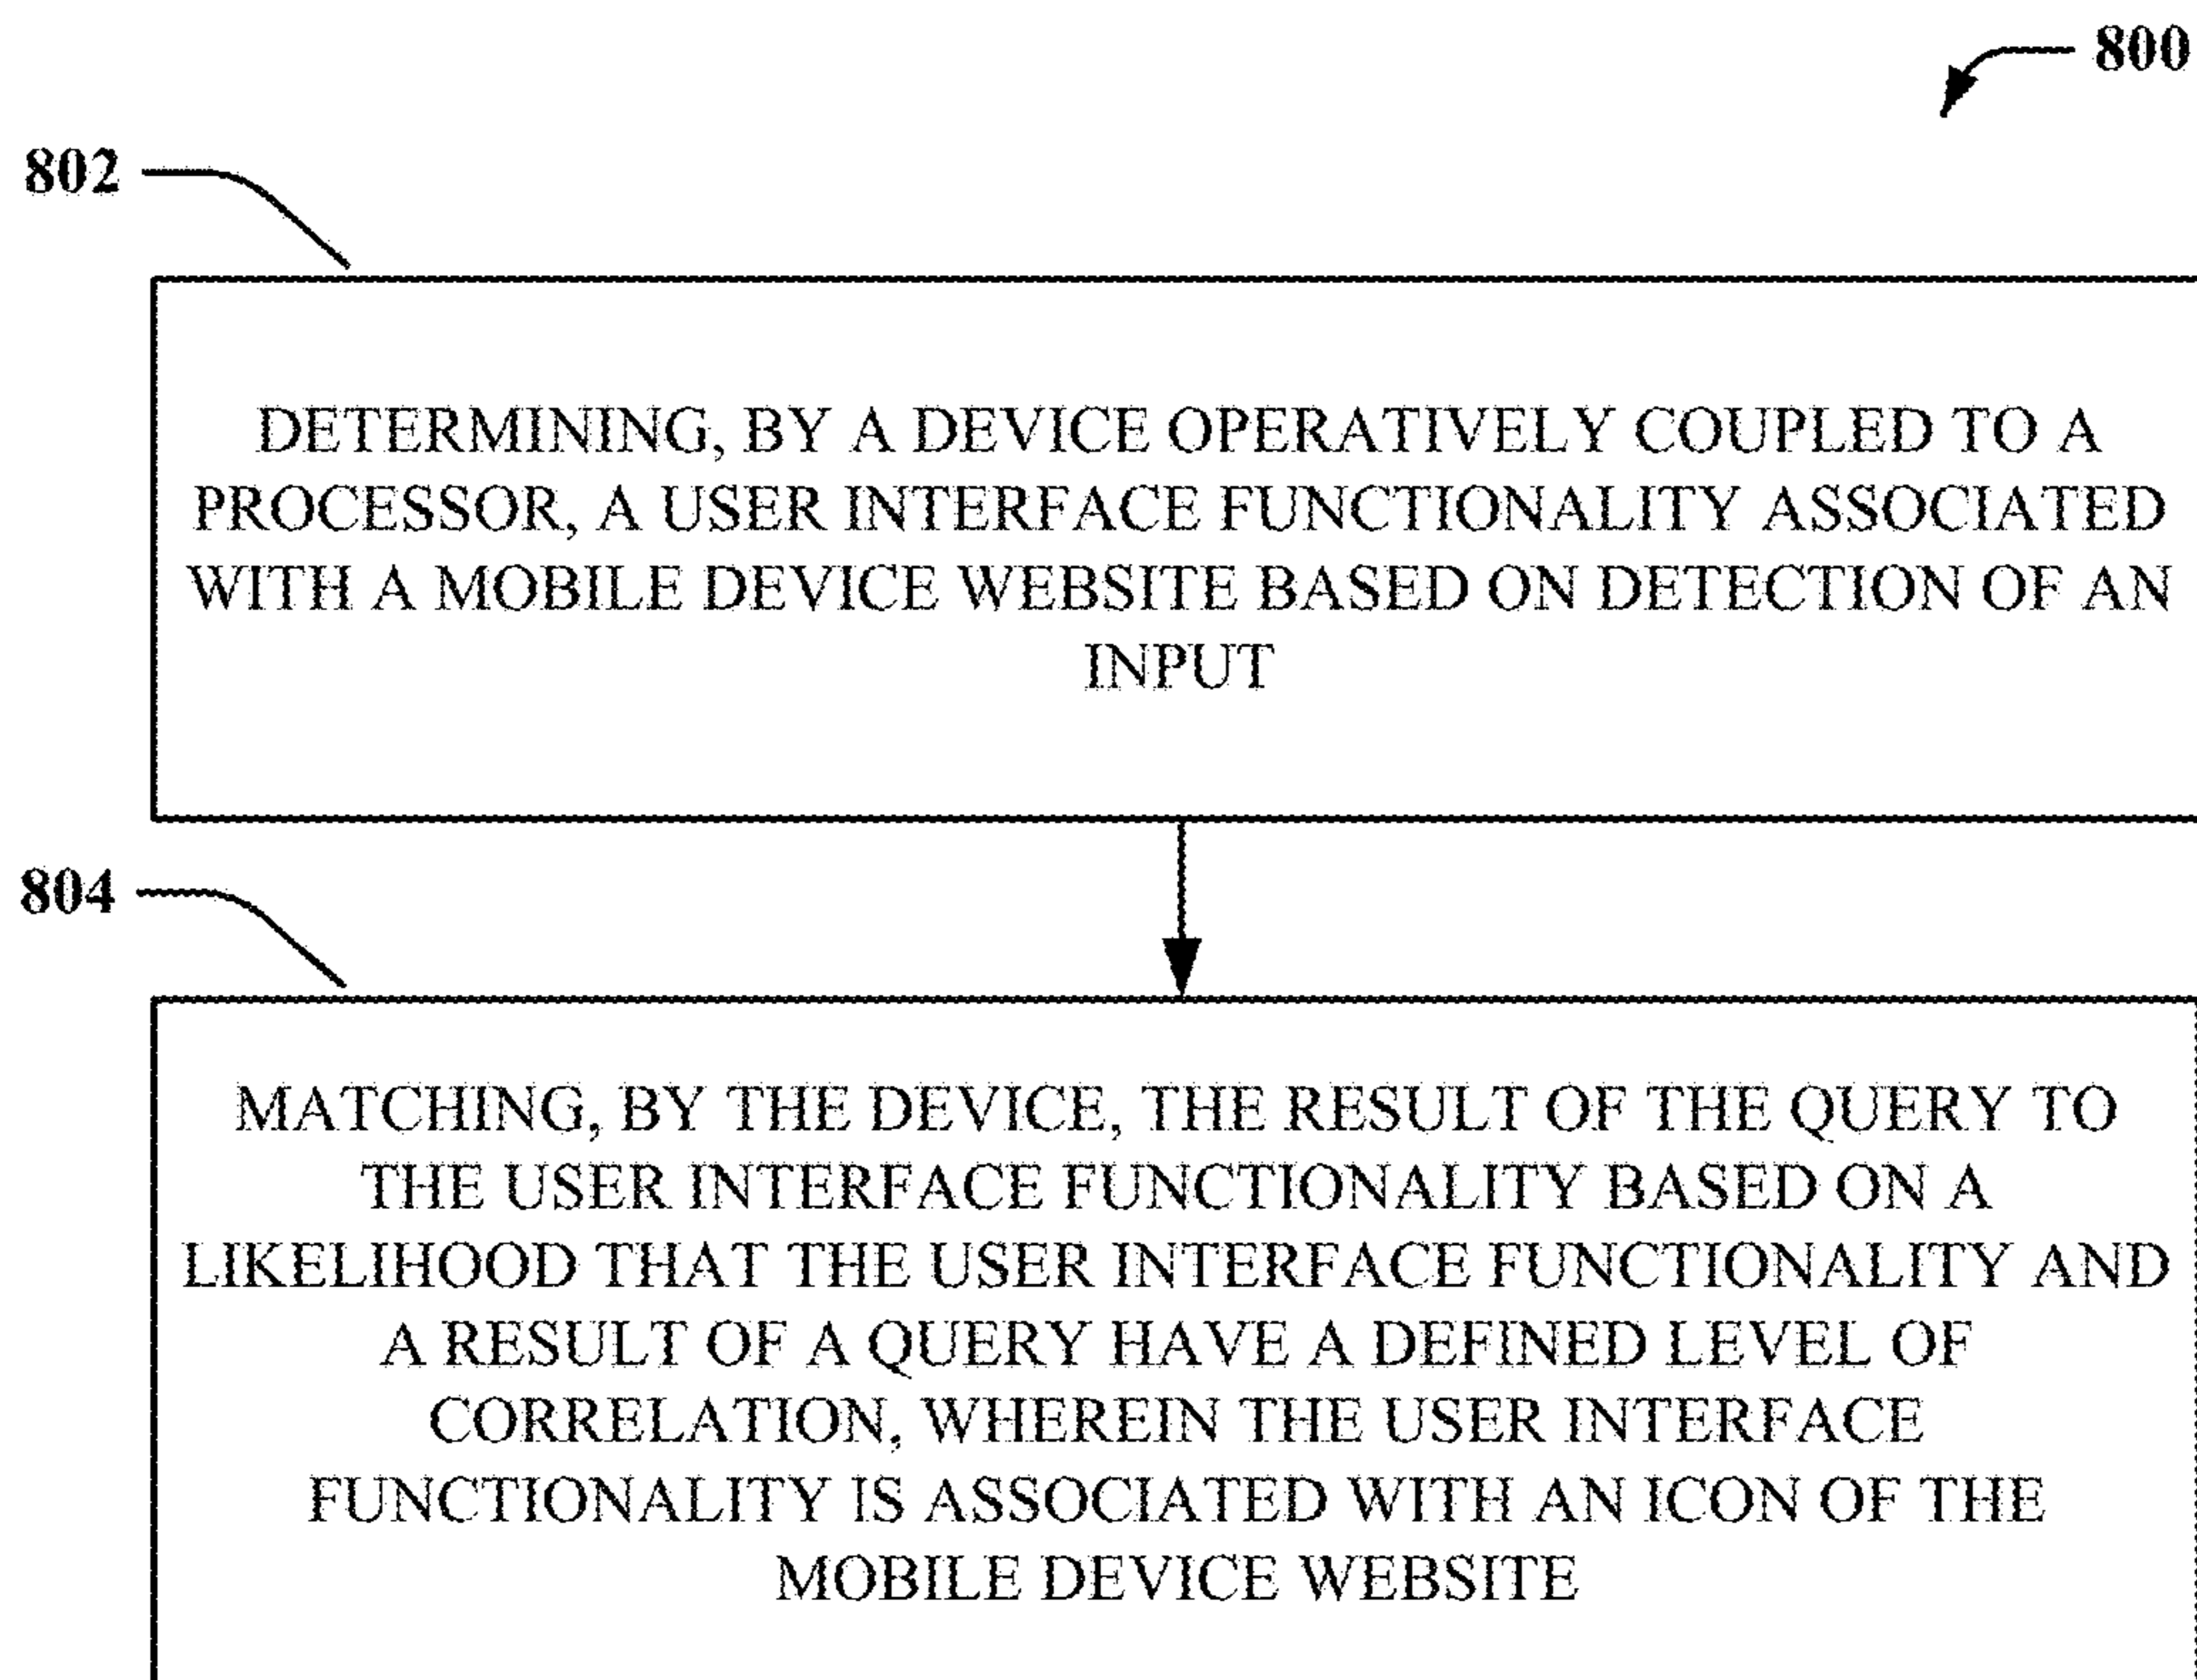 800
802
DETERMINING, BY A DEVICE OPERATIVELY COUPLED TO A
PROCESSOR, A USER INTERFACE FUNCTIONALITY ASSOCIATED
WITH A MOBILE DEVICE WEBSITE BASED ON DETECTION OF AN
INPUT
804
MATCHING, BY THE DEVICE, THE RESULT OF THE QUERY TO
THE USER INTERFACE FUNCTIONALITY BASED ON A
LIKELIHOOD THAT THE USER INTERFACE FUNCTIONALITY AND
A RESULT OF A QUERY HAVE A DEFINED LEVEL OF
CORRELATION, WHEREIN THE USER INTERFACE
FUNCTIONALITY IS ASSOCIATED WITH AN ICON OF THE
MOBILE DEVICE WEBSITE